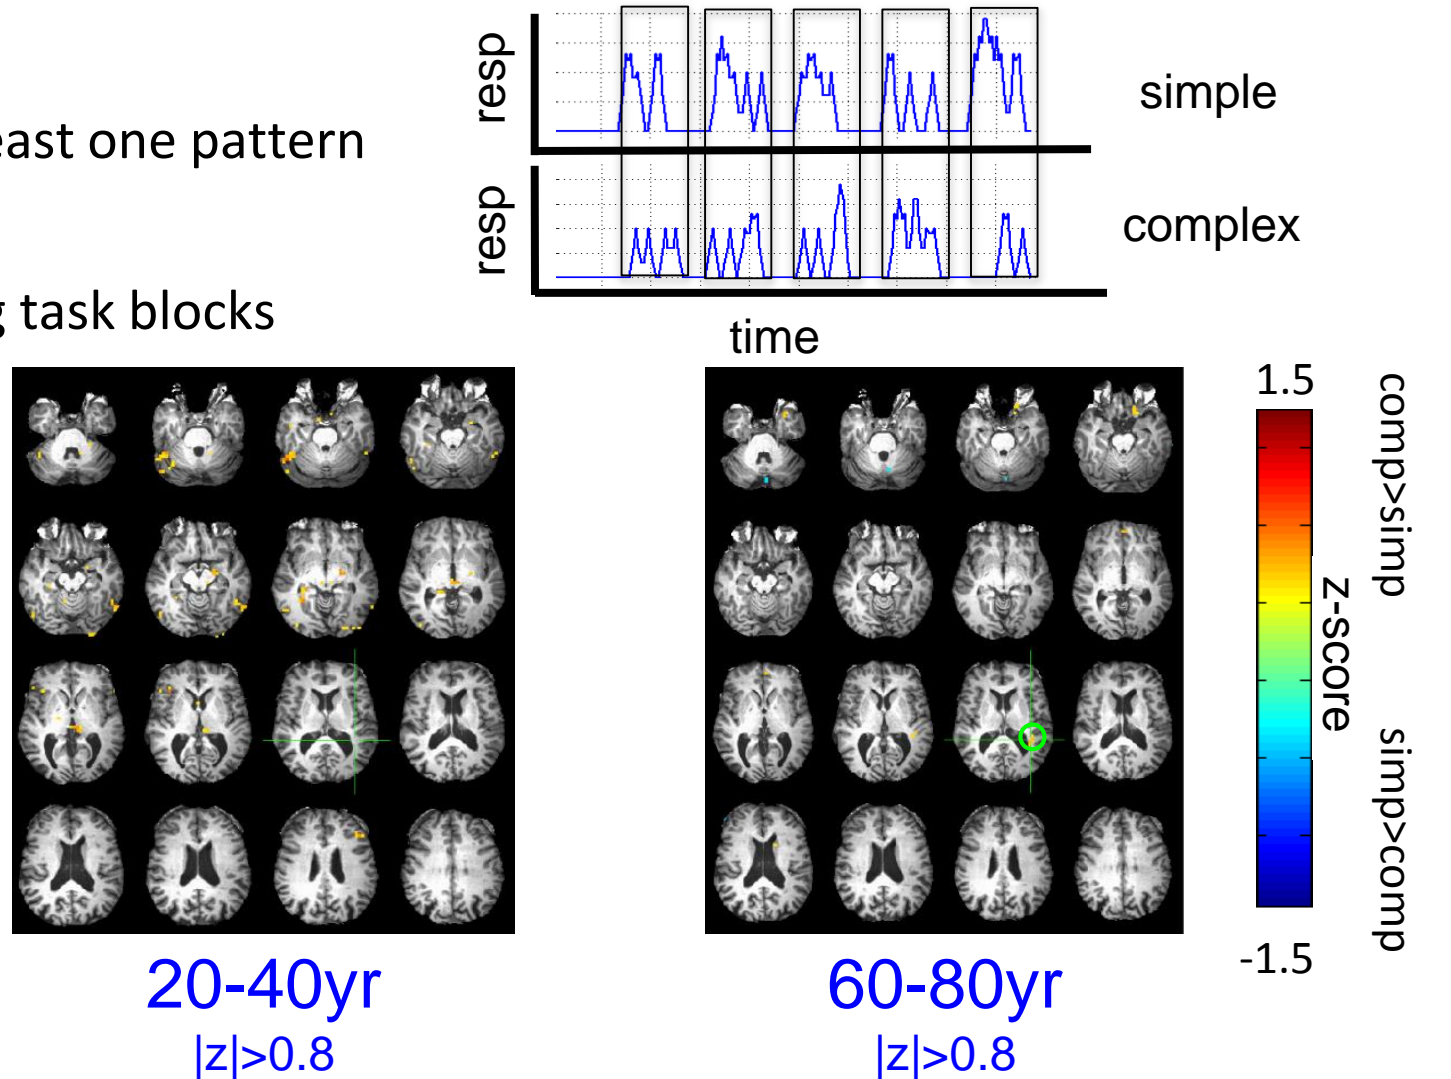 resp
simple
east one pattern
resp
complex
g task blocks
time
1.5
comp>simp
z-score
simp>comp
-1.5
20-40yr
|z|>0.8
60-80yr
|z|>0.8